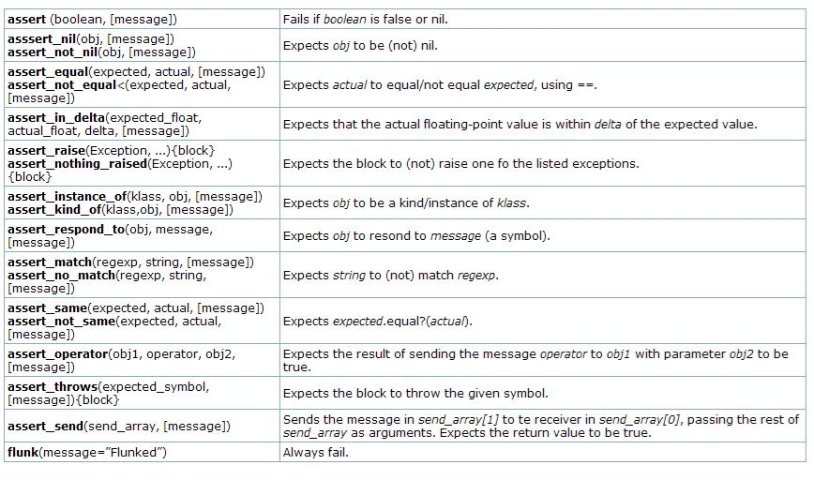 assert (boolean, [message])
Fails if boolean is false or nil.
asssert_nil(obj, [message])
assert_not_nil(obj, [message])
Expects obj to be (not) nil.
assert_equal(expected, actual, [message])
assert_not_equal<(expected, actual,
[message])
Expects actual to equal/not equal expected, using ==.
assert_in_delta(expected_float,
actual_float, delta, [message])
Expects that the actual floating-point value is within delta of the expected value.
assert_raise(Exception, ...){block}
assert_nothing_raised(Exception, ...)
{block}
Expects the block to (not) raise one fo the listed exceptions.
assert_instance_of(klass, obj, [message])
assert_kind_of(klass,obj, [message])
Expects obj to be a kind/instance of klass.
assert_respond_to(obj, message,
[message])
Expects obj to resond to message (a symbol).
assert_match(regexp, string, [message])
assert_no_match(regexp, string,
[message])
Expects string to (not) match regexp.
assert_same(expected, actual, [message])
assert_not_same(expected, actual,
[message])
Expects expected.equal?(actual).
assert_operator(obj1, operator, obj2,
[message])
Expects the result of sending the message operator to obj1 with parameter obj2 to be
true.
assert_throws(expected_symbol,
[message]){block}
Expects the block to throw the given symbol.
assert_send(send_array, [message])
Sends the message in send_array[1] to te receiver in send_array[0], passing the rest of
send_array as arguments. Expects the return value to be true.
flunk(message="Flunked")
Always fail.